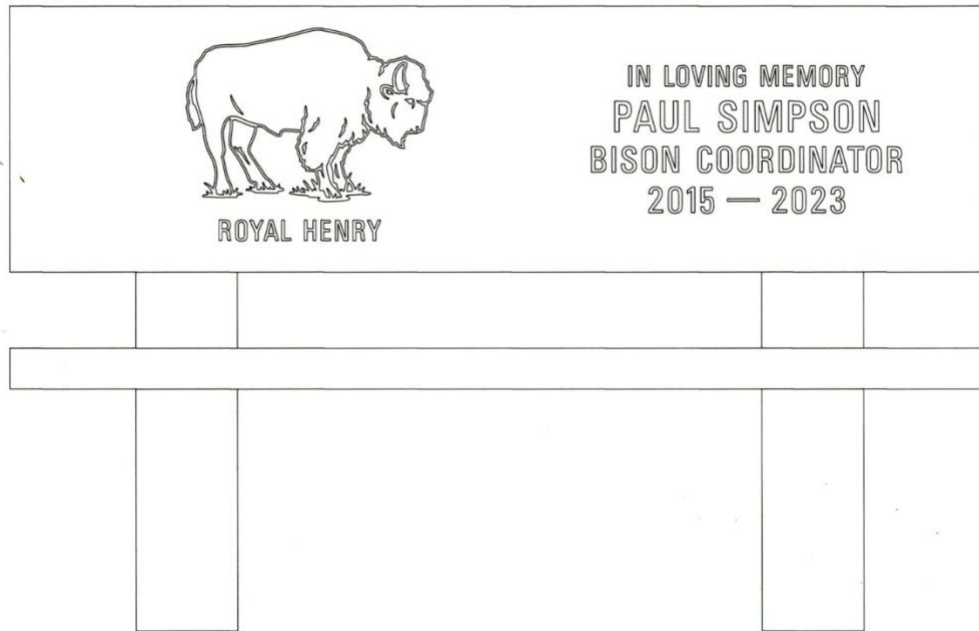 ROYAL HENRY
IN LOVING MEMORY
PAUL SIMPSON
BISON COORDINATOR
2015 — 2023